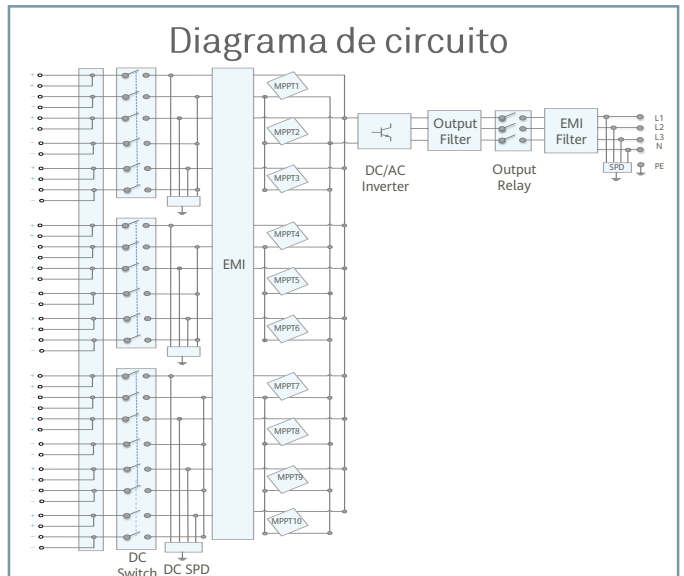 Diagrama de circuito
MPPT1
MPPT2
MPPT3
MPPT4
MPPT5
MPPT6
MPPT7
MPPT8
MPPT9
MPPT10
EMI
DC/AC
Inverter
Output
Filter
Output
Relay
EMI
Filter
L1
L2
L3
N
SPD
PE
DC
Switch
DC SPD